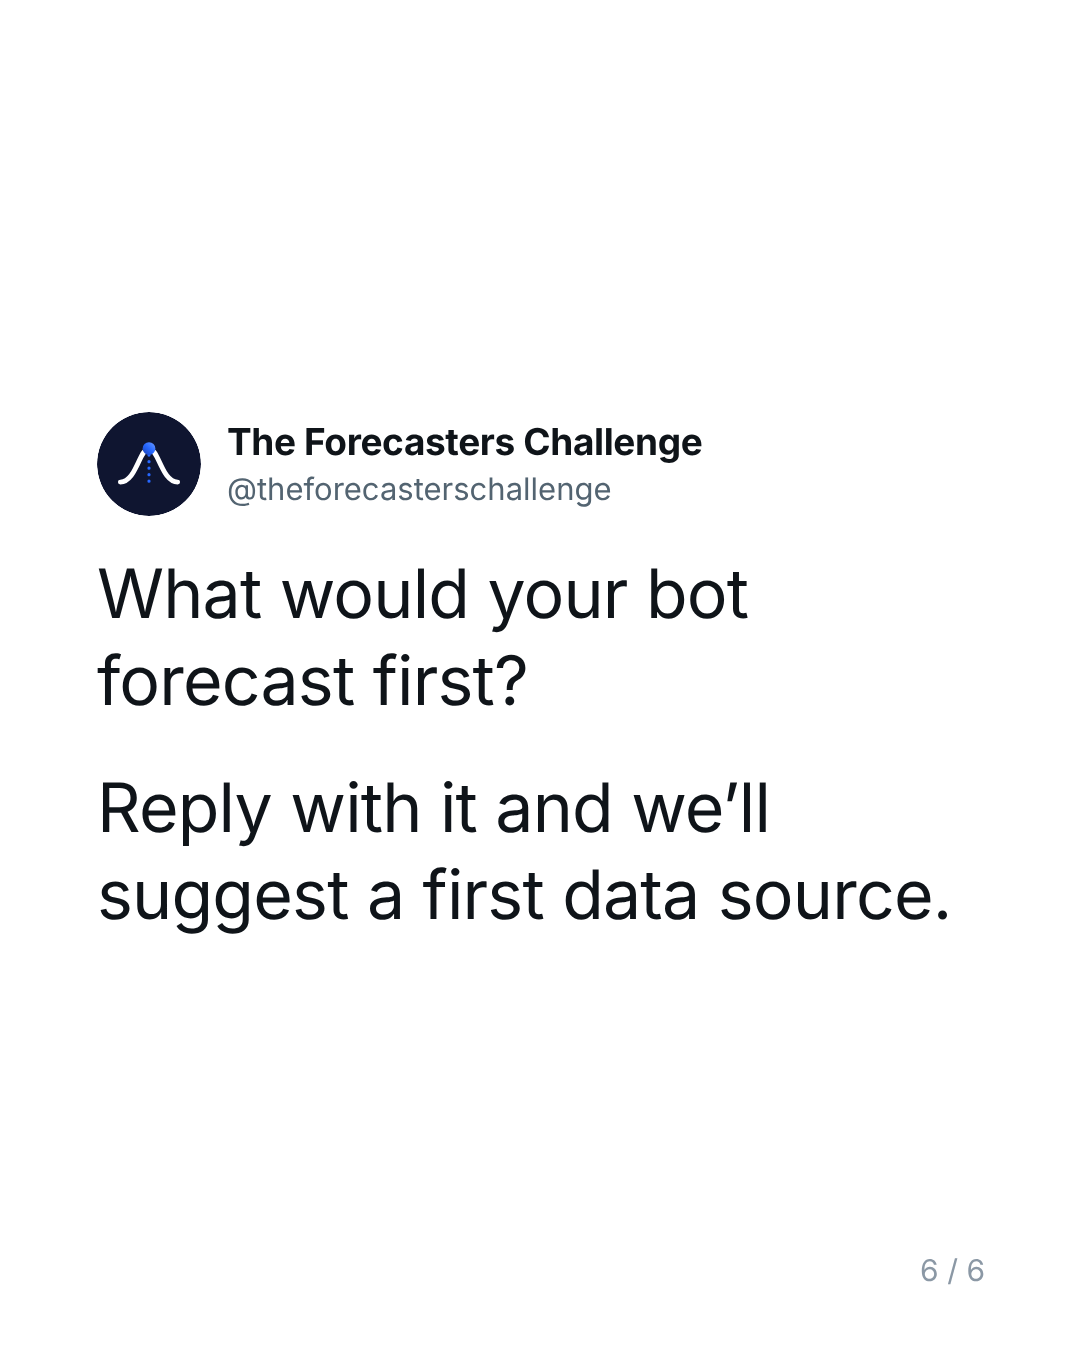 The Forecasters Challenge
@theforecasterschallenge
What would your bot
forecast first?
Reply with it and we’ll
suggest a first data source.
6 / 6